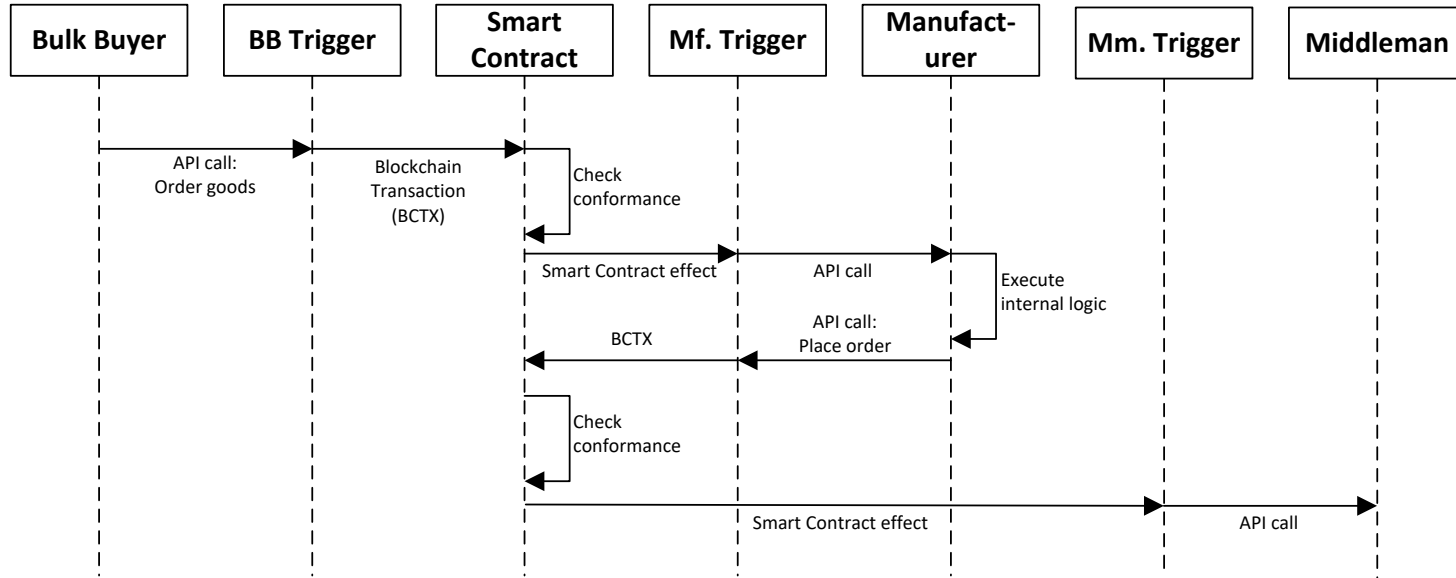 Bulk Buyer
BB Trigger
Smart
Contract
Mf. Trigger
Manufact-
urer
Mm. Trigger
Middleman
API call:
Order goods
Blockchain
Transaction
(BCTX)
Check
conformance
Smart Contract effect
API call
Execute
internal logic
BCTX
API call:
Place order
Check
conformance
Smart Contract effect
API call